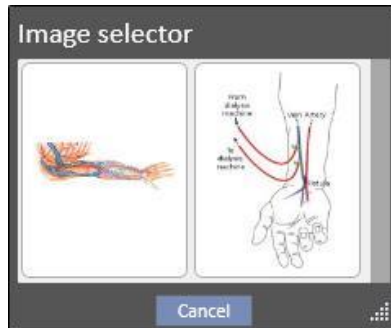 Image selector
From
dialysis
machine
Vein Artery
To
dialysis
machine
Fistula
Cancel